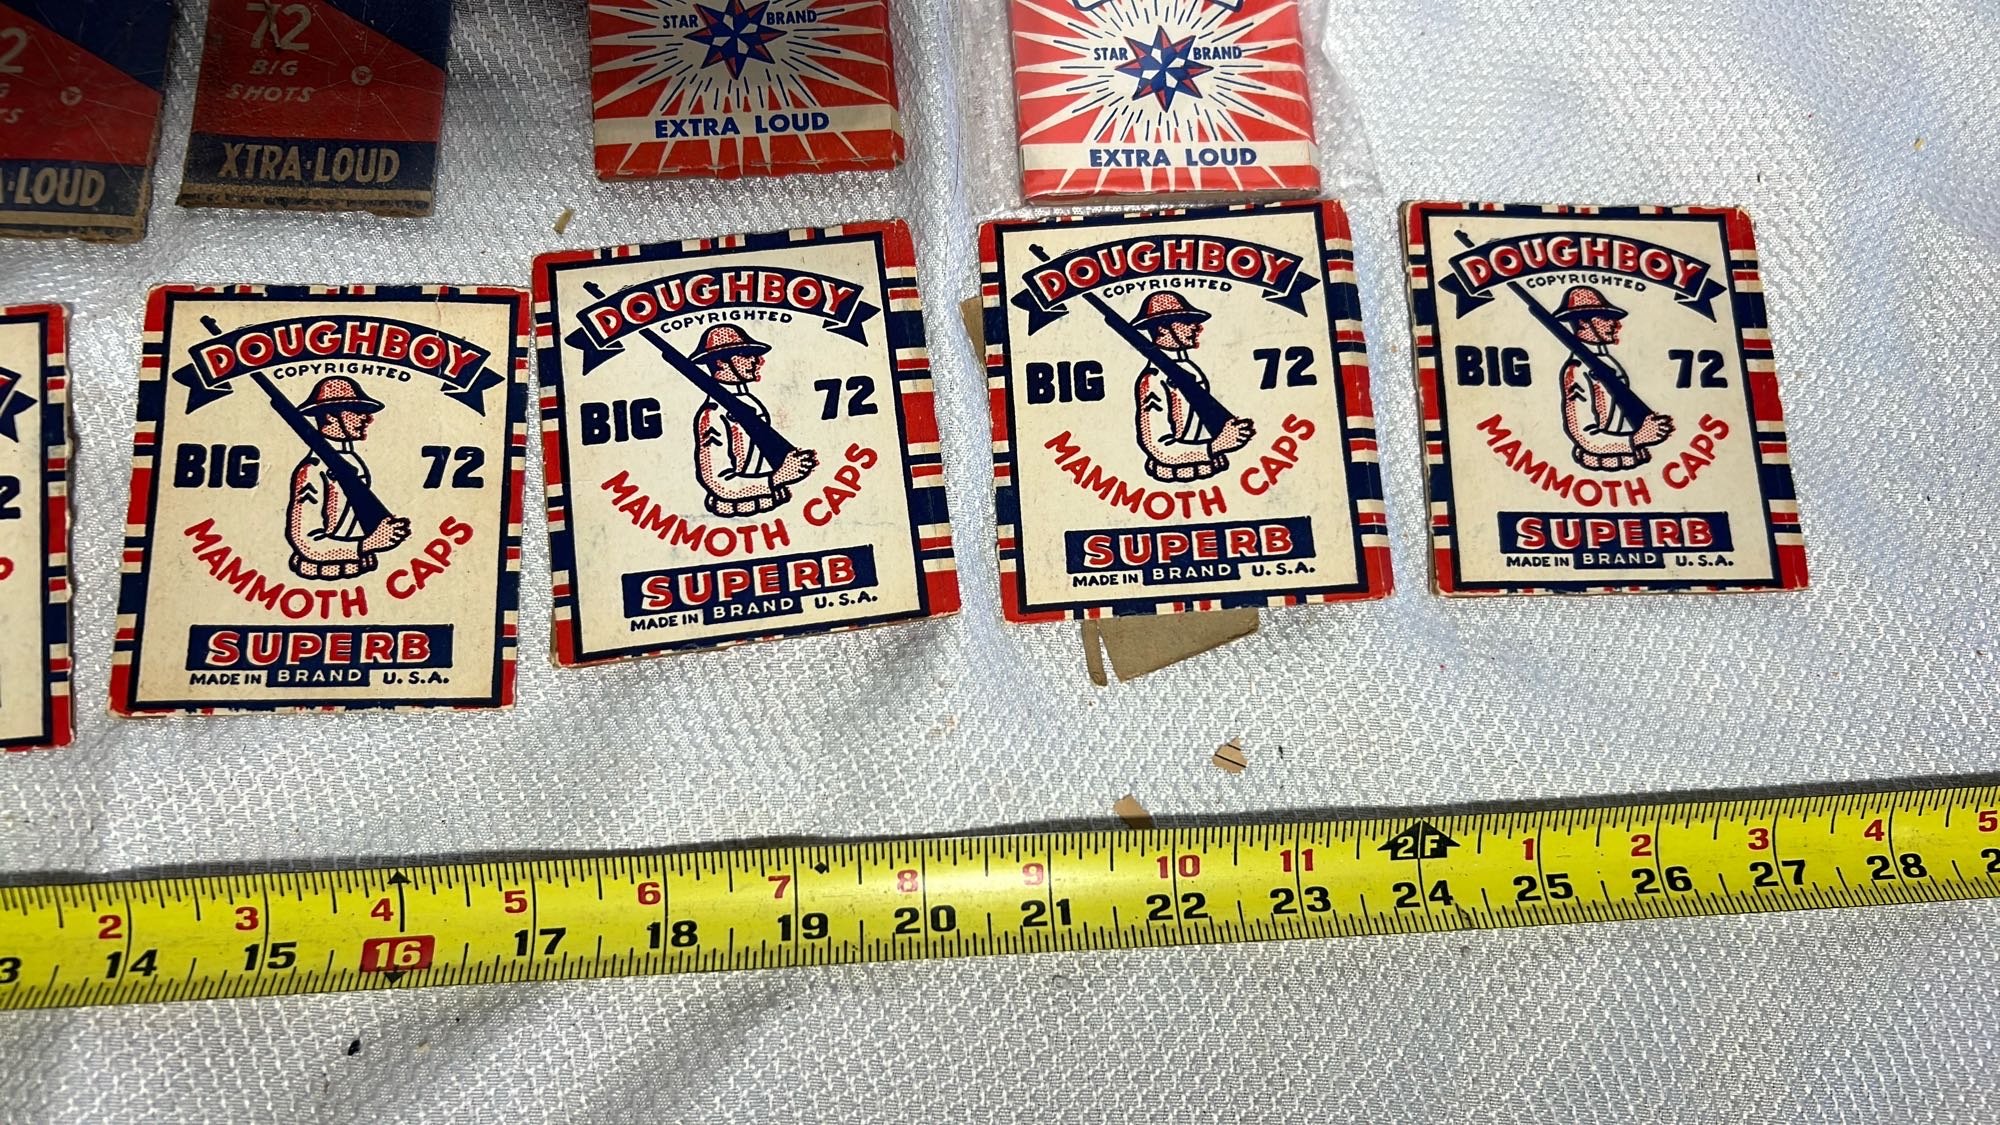 2
72
BIG
SHOTS
XTRA·LOUD
LOUD
STAR BRAND
EXTRA LOUD
STAR BRAND
EXTRA LOUD
DOUGHBOY
COPYRIGHTED
BIG 72
MAMMOTH CAPS
SUPERB
MADE IN BRAND U.S.A.
DOUGHBOY
COPYRIGHTED
BIG 72
MAMMOTH CAPS
SUPERB
MADE IN BRAND U.S.A.
DOUGHBOY
COPYRIGHTED
BIG 72
MAMMOTH CAPS
SUPERB
MADE IN BRAND U.S.A.
DOUGHBOY
COPYRIGHTED
BIG 72
MAMMOTH CAPS
SUPERB
MADE IN BRAND U.S.A.
2 3 4 5 6 7 8 9 10 11 2F 1 2 3 4 5
3 14 15 16 17 18 19 20 21 22 23 24 25 26 27 28 2